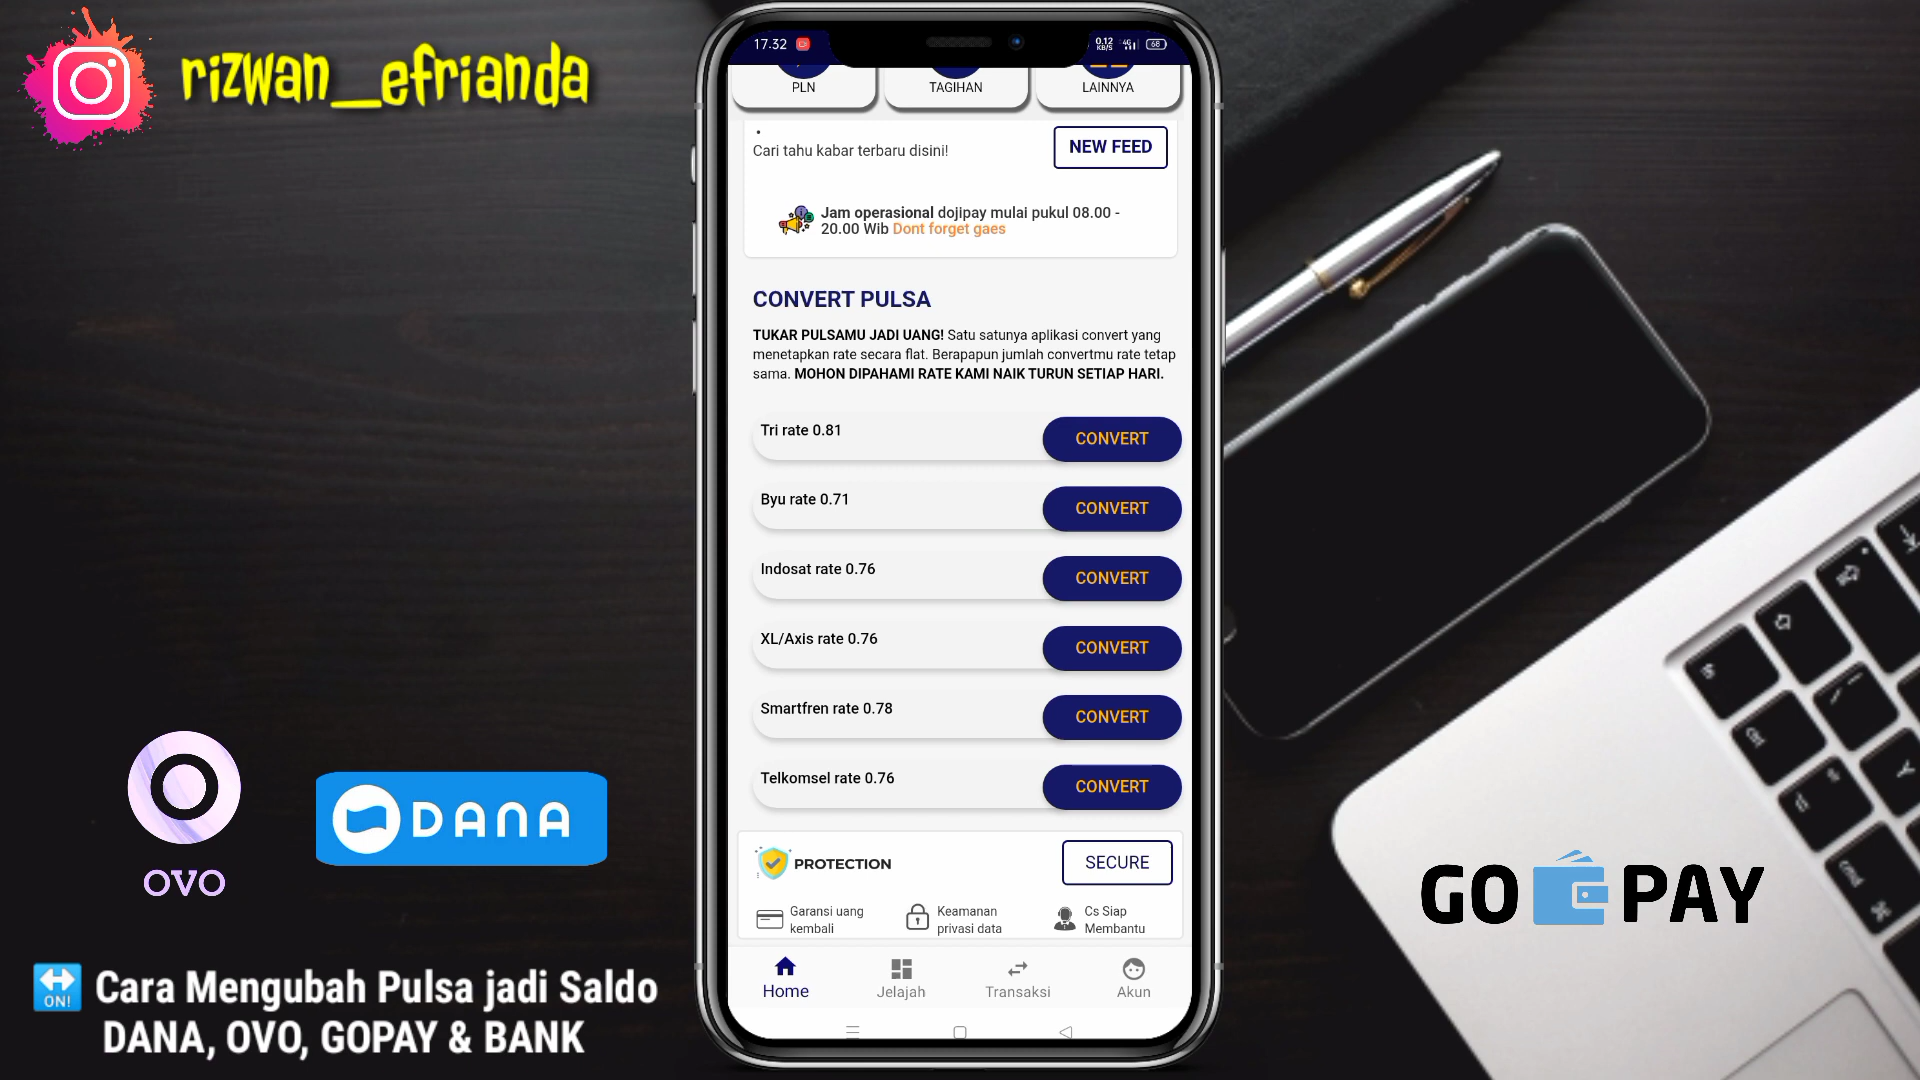 rizwan__efrianda
17.32
0.12
KB/S
4G
68
PLN
TAGIHAN
LAINNYA
Cari tahu kabar terbaru disini!
NEW FEED
Jam operasional dojipay mulai pukul 08.00 -
20.00 Wib Dont forget gaes
CONVERT PULSA
TUKAR PULSAMU JADI UANG! Satu satunya aplikasi convert yang
menetapkan rate secara flat. Berapapun jumlah convertmu rate tetap
sama. MOHON DIPAHAMI RATE KAMI NAIK TURUN SETIAP HARI.
Tri rate 0.81
CONVERT
Byu rate 0.71
CONVERT
Indosat rate 0.76
CONVERT
XL/Axis rate 0.76
CONVERT
Smartfren rate 0.78
CONVERT
Telkomsel rate 0.76
CONVERT
PROTECTION
SECURE
Garansi uang
kembali
Keamanan
privasi data
Cs Siap
Membantu
Home
Jelajah
Transaksi
Akun
OVO
DANA
GO PAY
ON!
Cara Mengubah Pulsa jadi Saldo
DANA, OVO, GOPAY & BANK